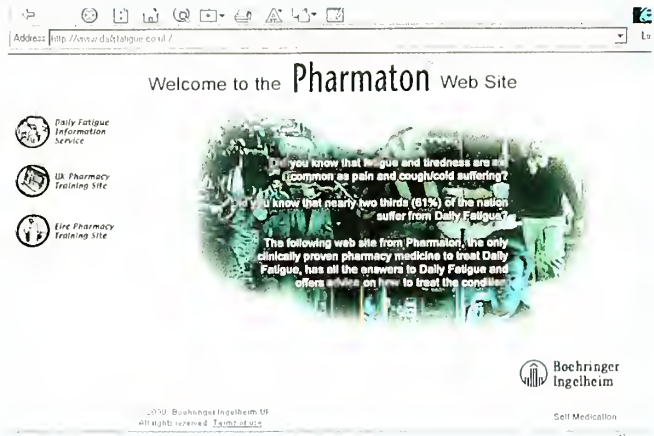 Address http://www.dailyfatigue.co.uk/
Welcome to the Pharmaton Web Site
Daily Fatigue
Information
Service
UK Pharmacy
Training Site
Eire Pharmacy
Training Site
Did you know that fatigue and tiredness are as
common as pain and cough/cold suffering?
Did you know that nearly two thirds (61%) of the nation
suffer from Daily Fatigue?
The following web site from Pharmaton, the only
clinically proven pharmacy medicine to treat Daily
Fatigue, has all the answers to Daily Fatigue and
offers advice on how to treat the condition
Boehringer
Ingelheim
Boehringer Ingelheim UK
All rights reserved. Terms of use
Self Medication